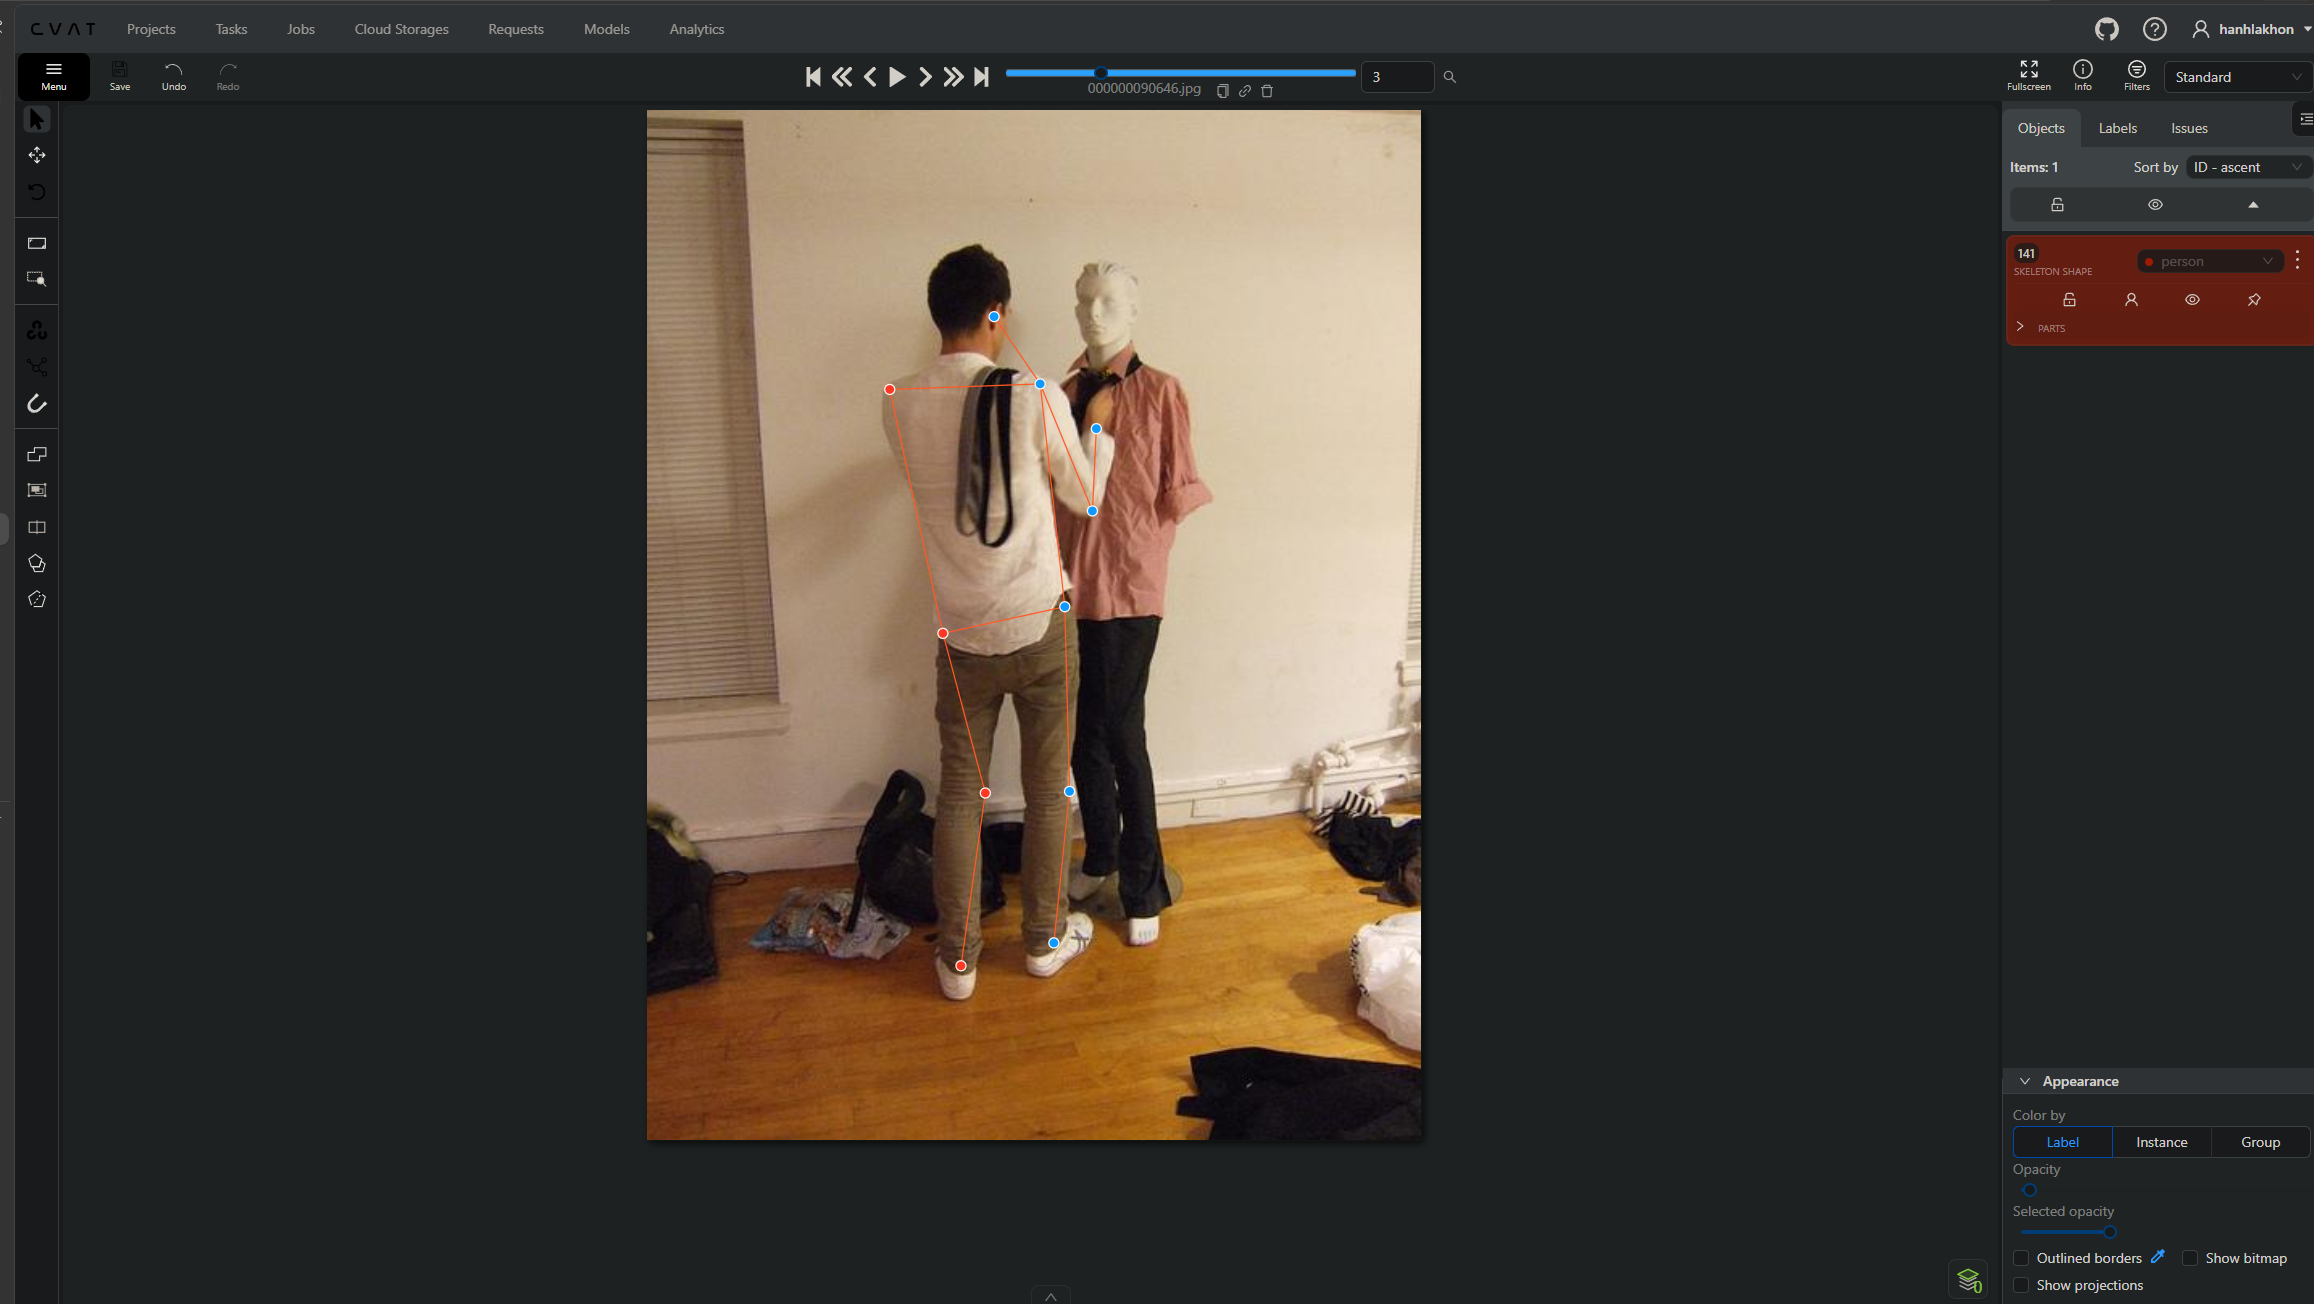 CVAT Projects Tasks Jobs Cloud Storages Requests Models Analytics hanhlakhon
Menu Save Undo Redo 000000090646.jpg 3 Fullscreen Info Filters Standard
Objects Labels Issues
Items: 1 Sort by ID - ascent
141 person
SKELETON SHAPE
PARTS
Appearance
Color by
Label Instance Group
Opacity
Selected opacity
Outlined borders Show bitmap
Show projections
0